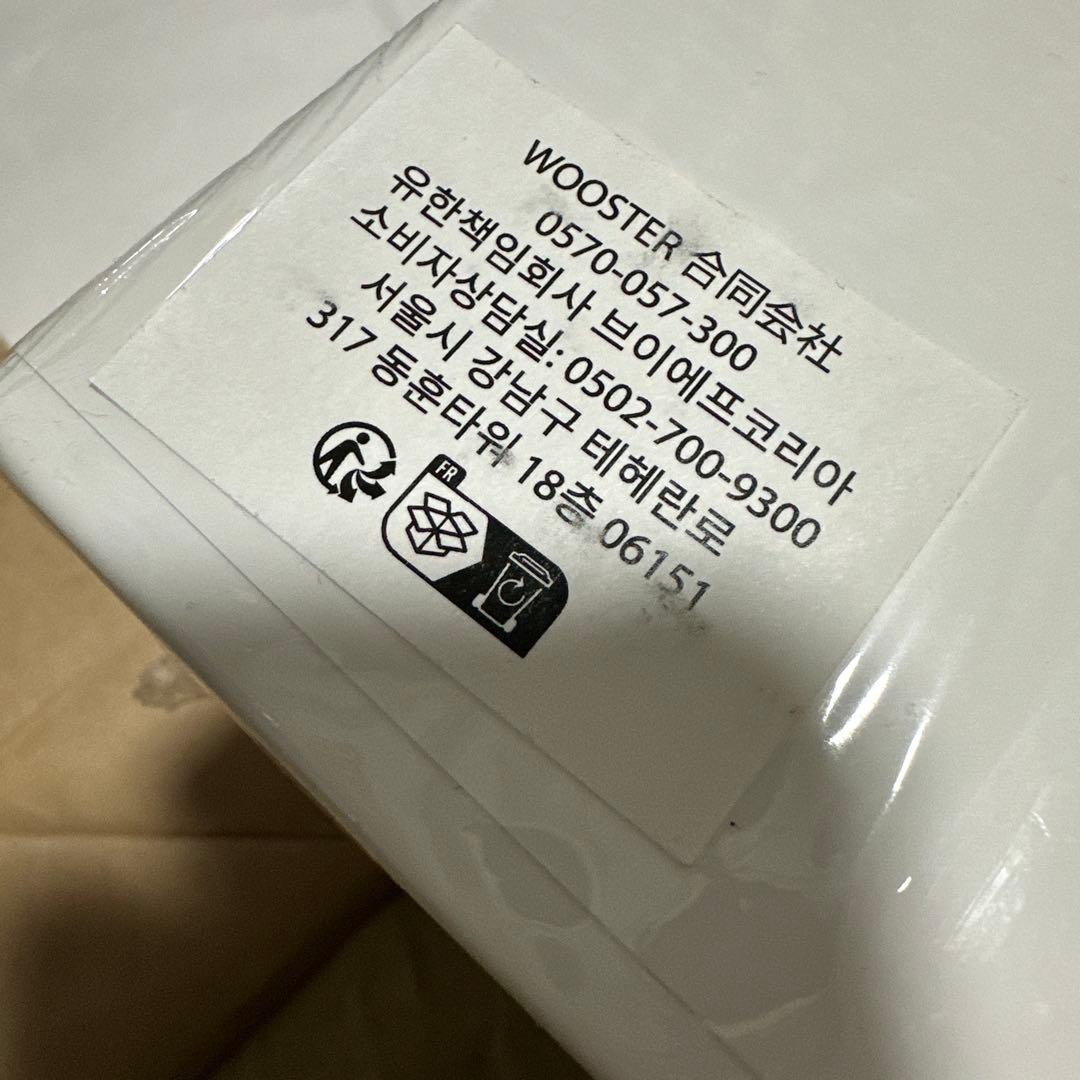 WOOSTER 合同会社
0570-057-300
유한책임회사 브이에프코리아
소비자상담실: 0502-700-9300
서울시 강남구 테헤란로
317 동훈타워 18층 06151
FR